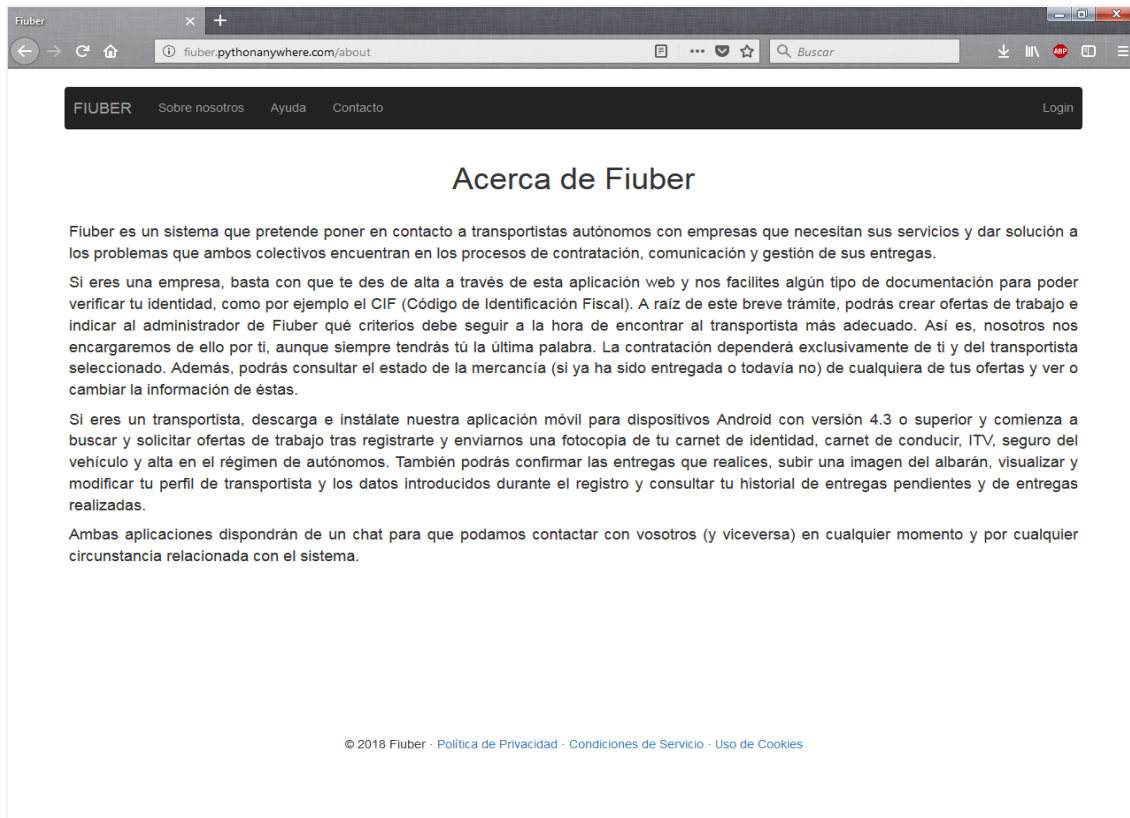 Fiuber
fiuber.pythonanywhere.com/about
Buscar
ABP
FIUBER Sobre nosotros Ayuda Contacto Login
Acerca de Fiuber
Fiuber es un sistema que pretende poner en contacto a transportistas autónomos con empresas que necesitan sus servicios y dar solución a
los problemas que ambos colectivos encuentran en los procesos de contratación, comunicación y gestión de sus entregas.
Si eres una empresa, basta con que te des de alta a través de esta aplicación web y nos facilites algún tipo de documentación para poder
verificar tu identidad, como por ejemplo el CIF (Código de Identificación Fiscal). A raíz de este breve trámite, podrás crear ofertas de trabajo e
indicar al administrador de Fiuber qué criterios debe seguir a la hora de encontrar al transportista más adecuado. Así es, nosotros nos
encargaremos de ello por ti, aunque siempre tendrás tú la última palabra. La contratación dependerá exclusivamente de ti y del transportista
seleccionado. Además, podrás consultar el estado de la mercancía (si ya ha sido entregada o todavía no) de cualquiera de tus ofertas y ver o
cambiar la información de éstas.
Si eres un transportista, descarga e instálate nuestra aplicación móvil para dispositivos Android con versión 4.3 o superior y comienza a
buscar y solicitar ofertas de trabajo tras registrarte y enviarnos una fotocopia de tu carnet de identidad, carnet de conducir, ITV, seguro del
vehículo y alta en el régimen de autónomos. También podrás confirmar las entregas que realices, subir una imagen del albarán, visualizar y
modificar tu perfil de transportista y los datos introducidos durante el registro y consultar tu historial de entregas pendientes y de entregas
realizadas.
Ambas aplicaciones dispondrán de un chat para que podamos contactar con vosotros (y viceversa) en cualquier momento y por cualquier
circunstancia relacionada con el sistema.
© 2018 Fiuber · Política de Privacidad · Condiciones de Servicio · Uso de Cookies